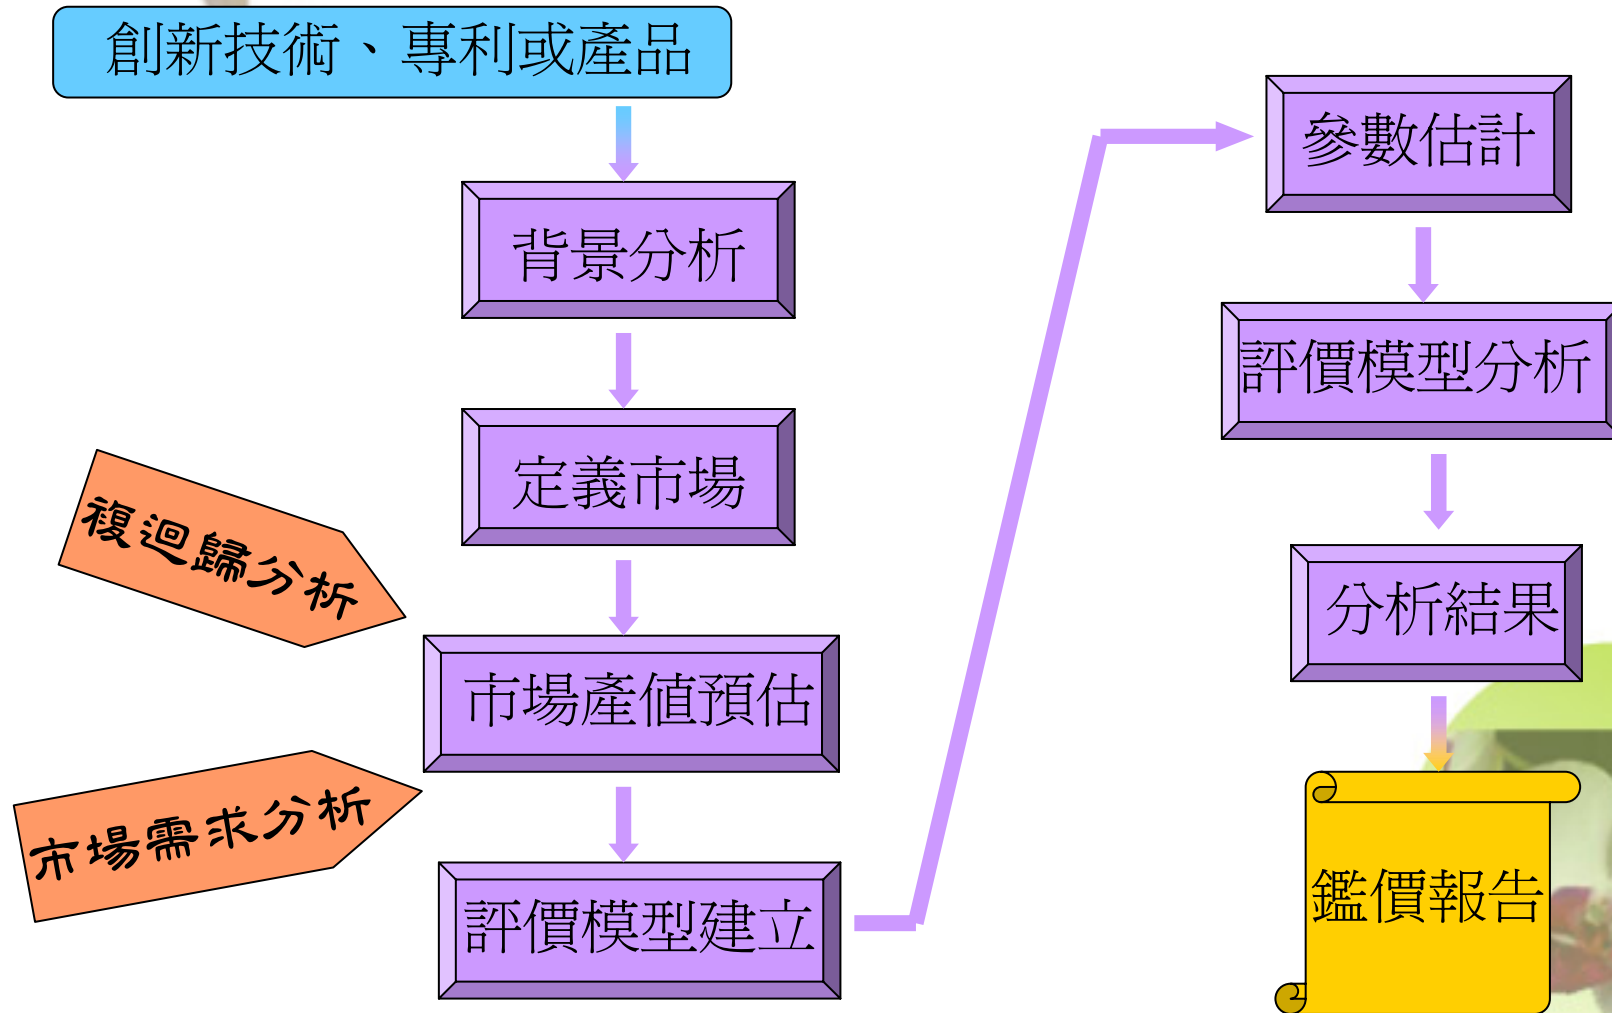 創新技術、專利或產品
背景分析
定義市場
複迴歸分析
市場產值預估
市場需求分析
評價模型建立
參數估計
評價模型分析
分析結果
鑑價報告